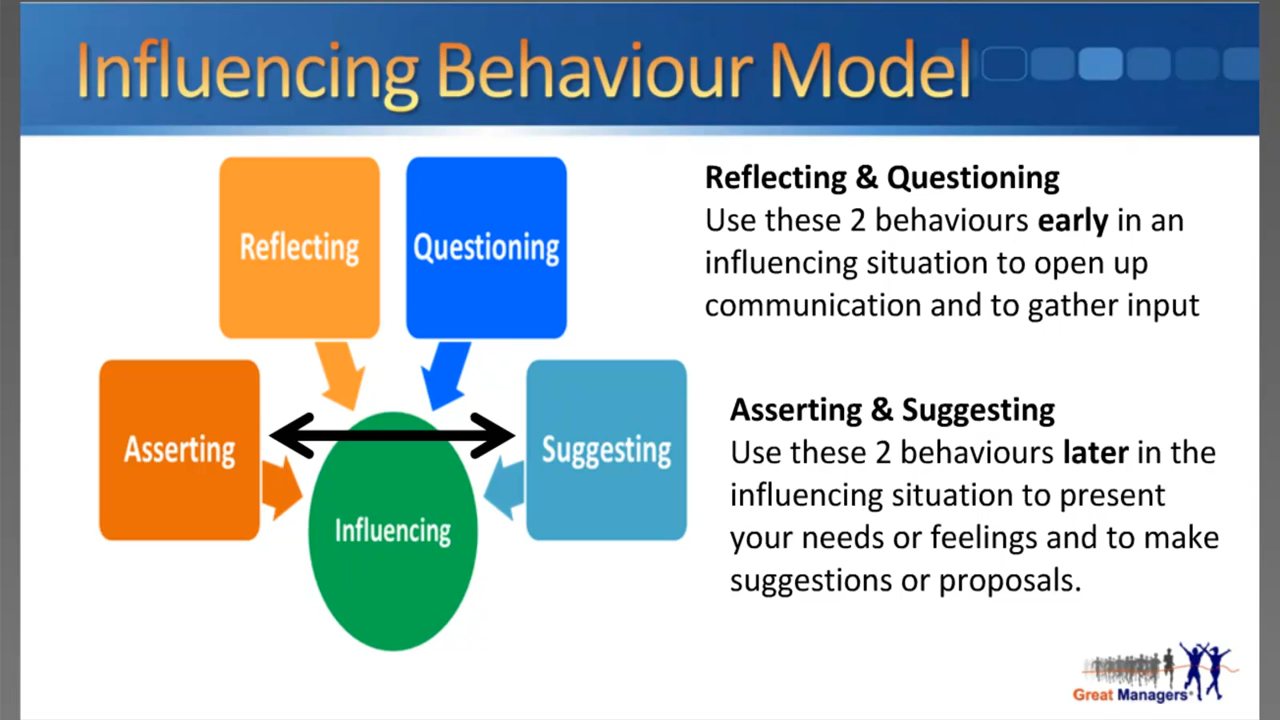 Influencing Behaviour Model
Reflecting
Questioning
Asserting
Suggesting
Influencing
Reflecting & Questioning
Use these 2 behaviours early in an
influencing situation to open up
communication and to gather input
Asserting & Suggesting
Use these 2 behaviours later in the
influencing situation to present
your needs or feelings and to make
suggestions or proposals.
Great Managers®